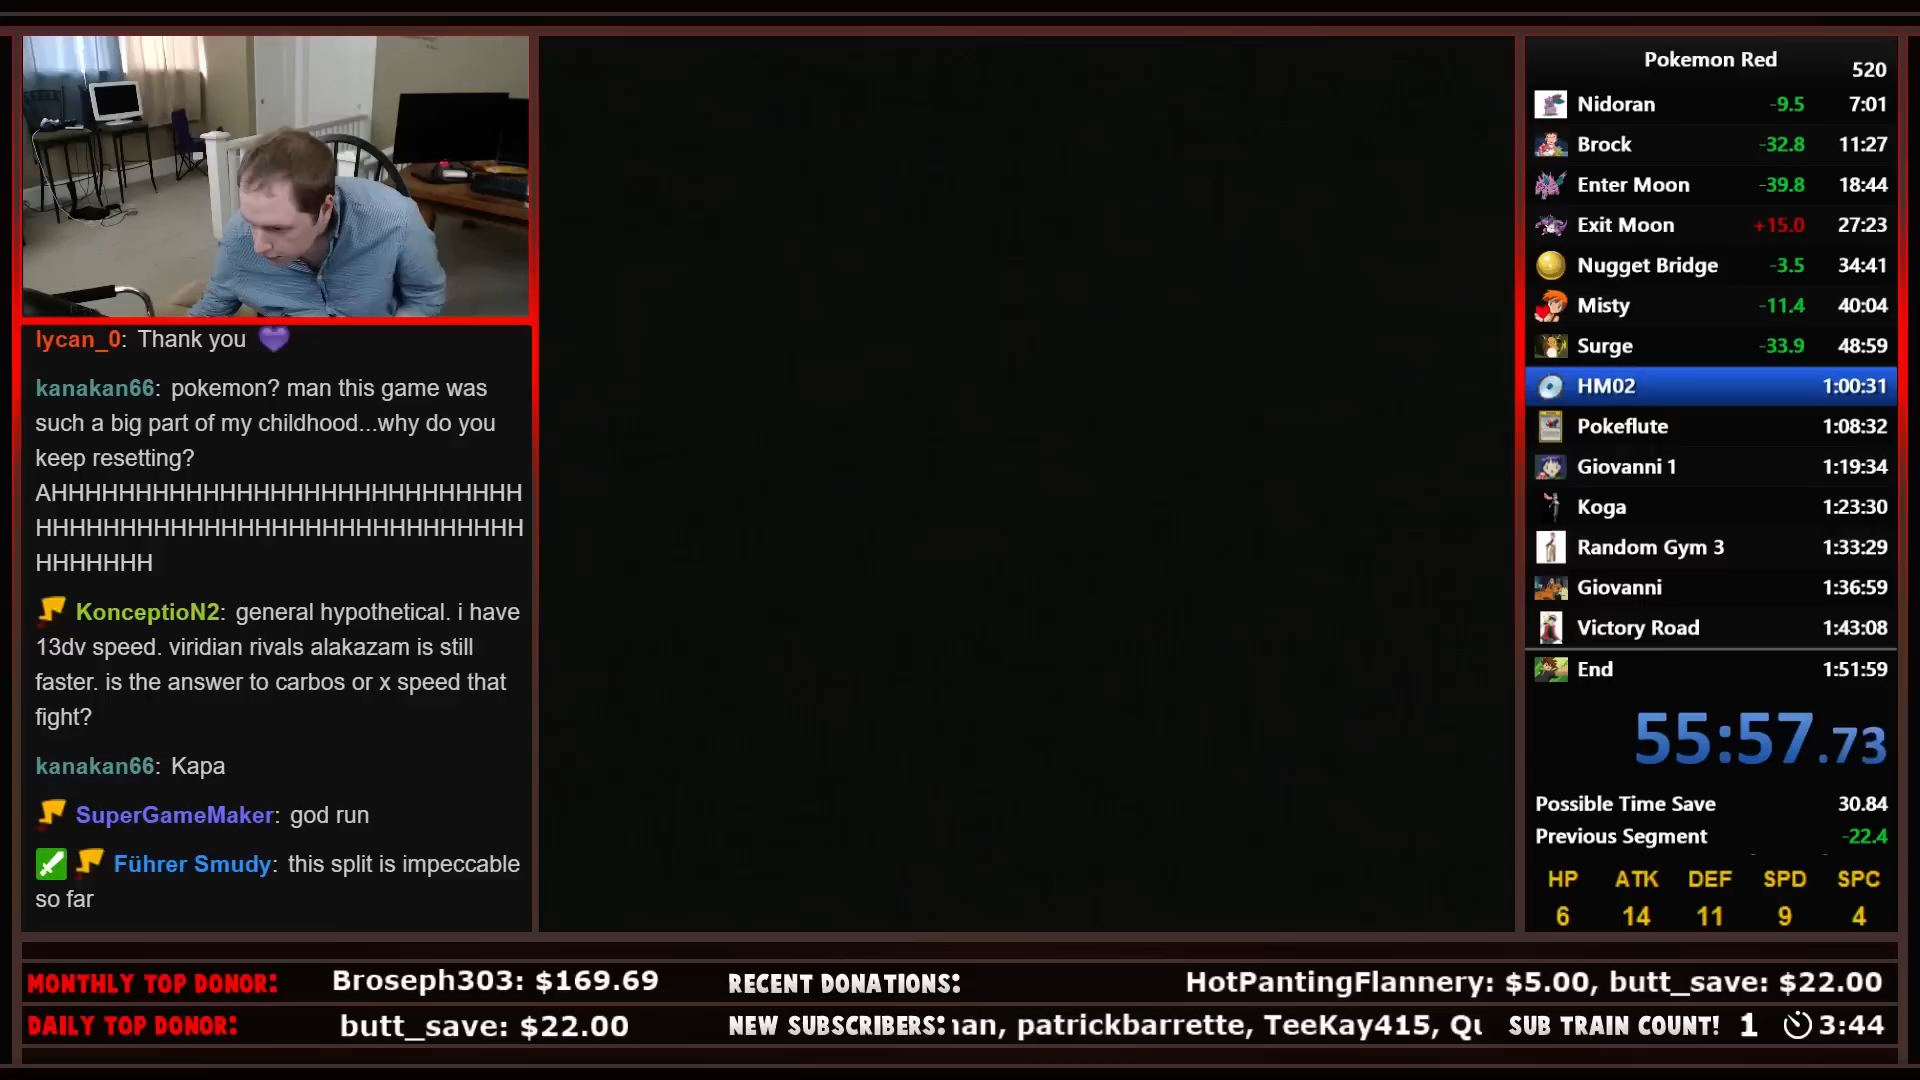 lycan_0: Thank you
kanakan66: pokemon? man this game was
such a big part of my childhood...why do you
keep resetting?
AHHHHHHHHHHHHHHHHHHHHHHHHHHHH
HHHHHHHHHHHHHHHHHHHHHHHHHHHHH
HHHHHHH
KonceptioN2: general hypothetical. i have
13dv speed. viridian rivals alakazam is still
faster. is the answer to carbos or x speed that
fight?
kanakan66: Kapa
SuperGameMaker: god run
Führer Smudy: this split is impeccable
so far
Pokemon Red
520
Nidoran -9.5 7:01
Brock -32.8 11:27
Enter Moon -39.8 18:44
Exit Moon +15.0 27:23
Nugget Bridge -3.5 34:41
Misty -11.4 40:04
Surge -33.9 48:59
HM02 1:00:31
Pokeflute 1:08:32
Giovanni 1 1:19:34
Koga 1:23:30
Random Gym 3 1:33:29
Giovanni 1:36:59
Victory Road 1:43:08
End 1:51:59
55:57.73
Possible Time Save 30.84
Previous Segment -22.4
HP ATK DEF SPD SPC
6 14 11 9 4
MONTHLY TOP DONOR: Broseph303: $169.69 RECENT DONATIONS: HotPantingFlannery: $5.00, butt_save: $22.00
DAILY TOP DONOR: butt_save: $22.00 NEW SUBSCRIBERS: patrickbarrette, TeeKay415, SUB TRAIN COUNT! 1 3:44